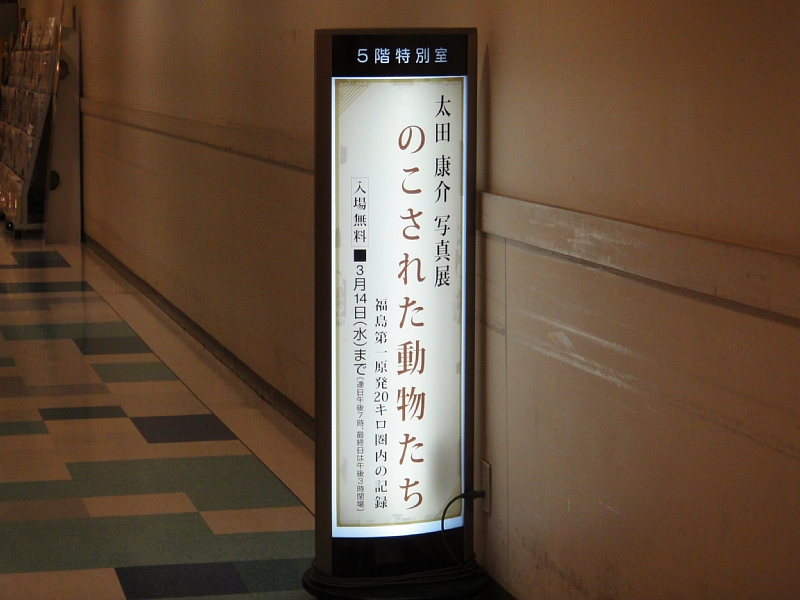 5階特別室
太田 康介 写真展
のこされた動物たち
福島第一原発20キロ圏内の記録
入場無料■3月14日(水)まで(連日午後7時、最終日は午後3時閉場)